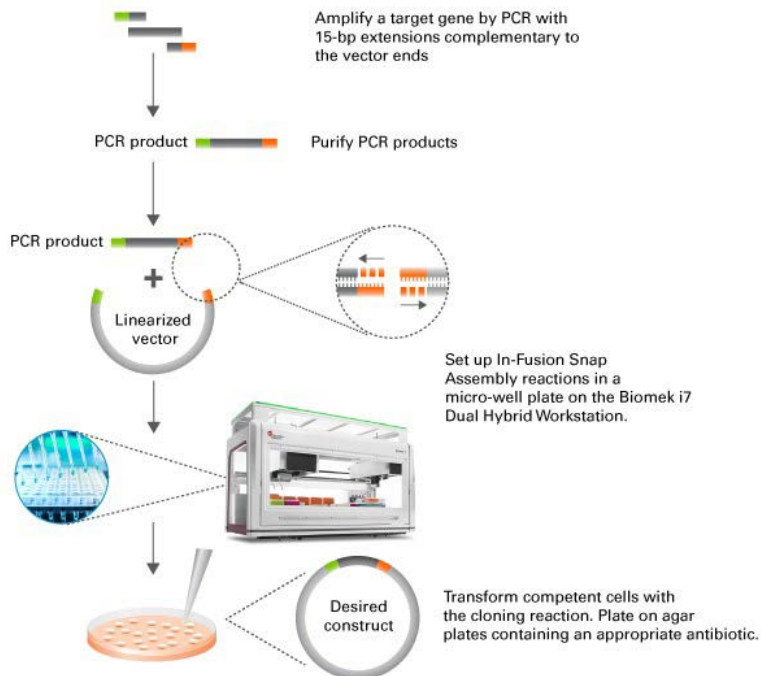 Amplify a target gene by PCR with
15-bp extensions complementary to
the vector ends
PCR product
Purify PCR products
PCR product
+
Linearized
vector
Set up In-Fusion Snap
Assembly reactions in a
micro-well plate on the Biomek i7
Dual Hybrid Workstation.
Desired
construct
Transform competent cells with
the cloning reaction. Plate on agar
plates containing an appropriate antibiotic.